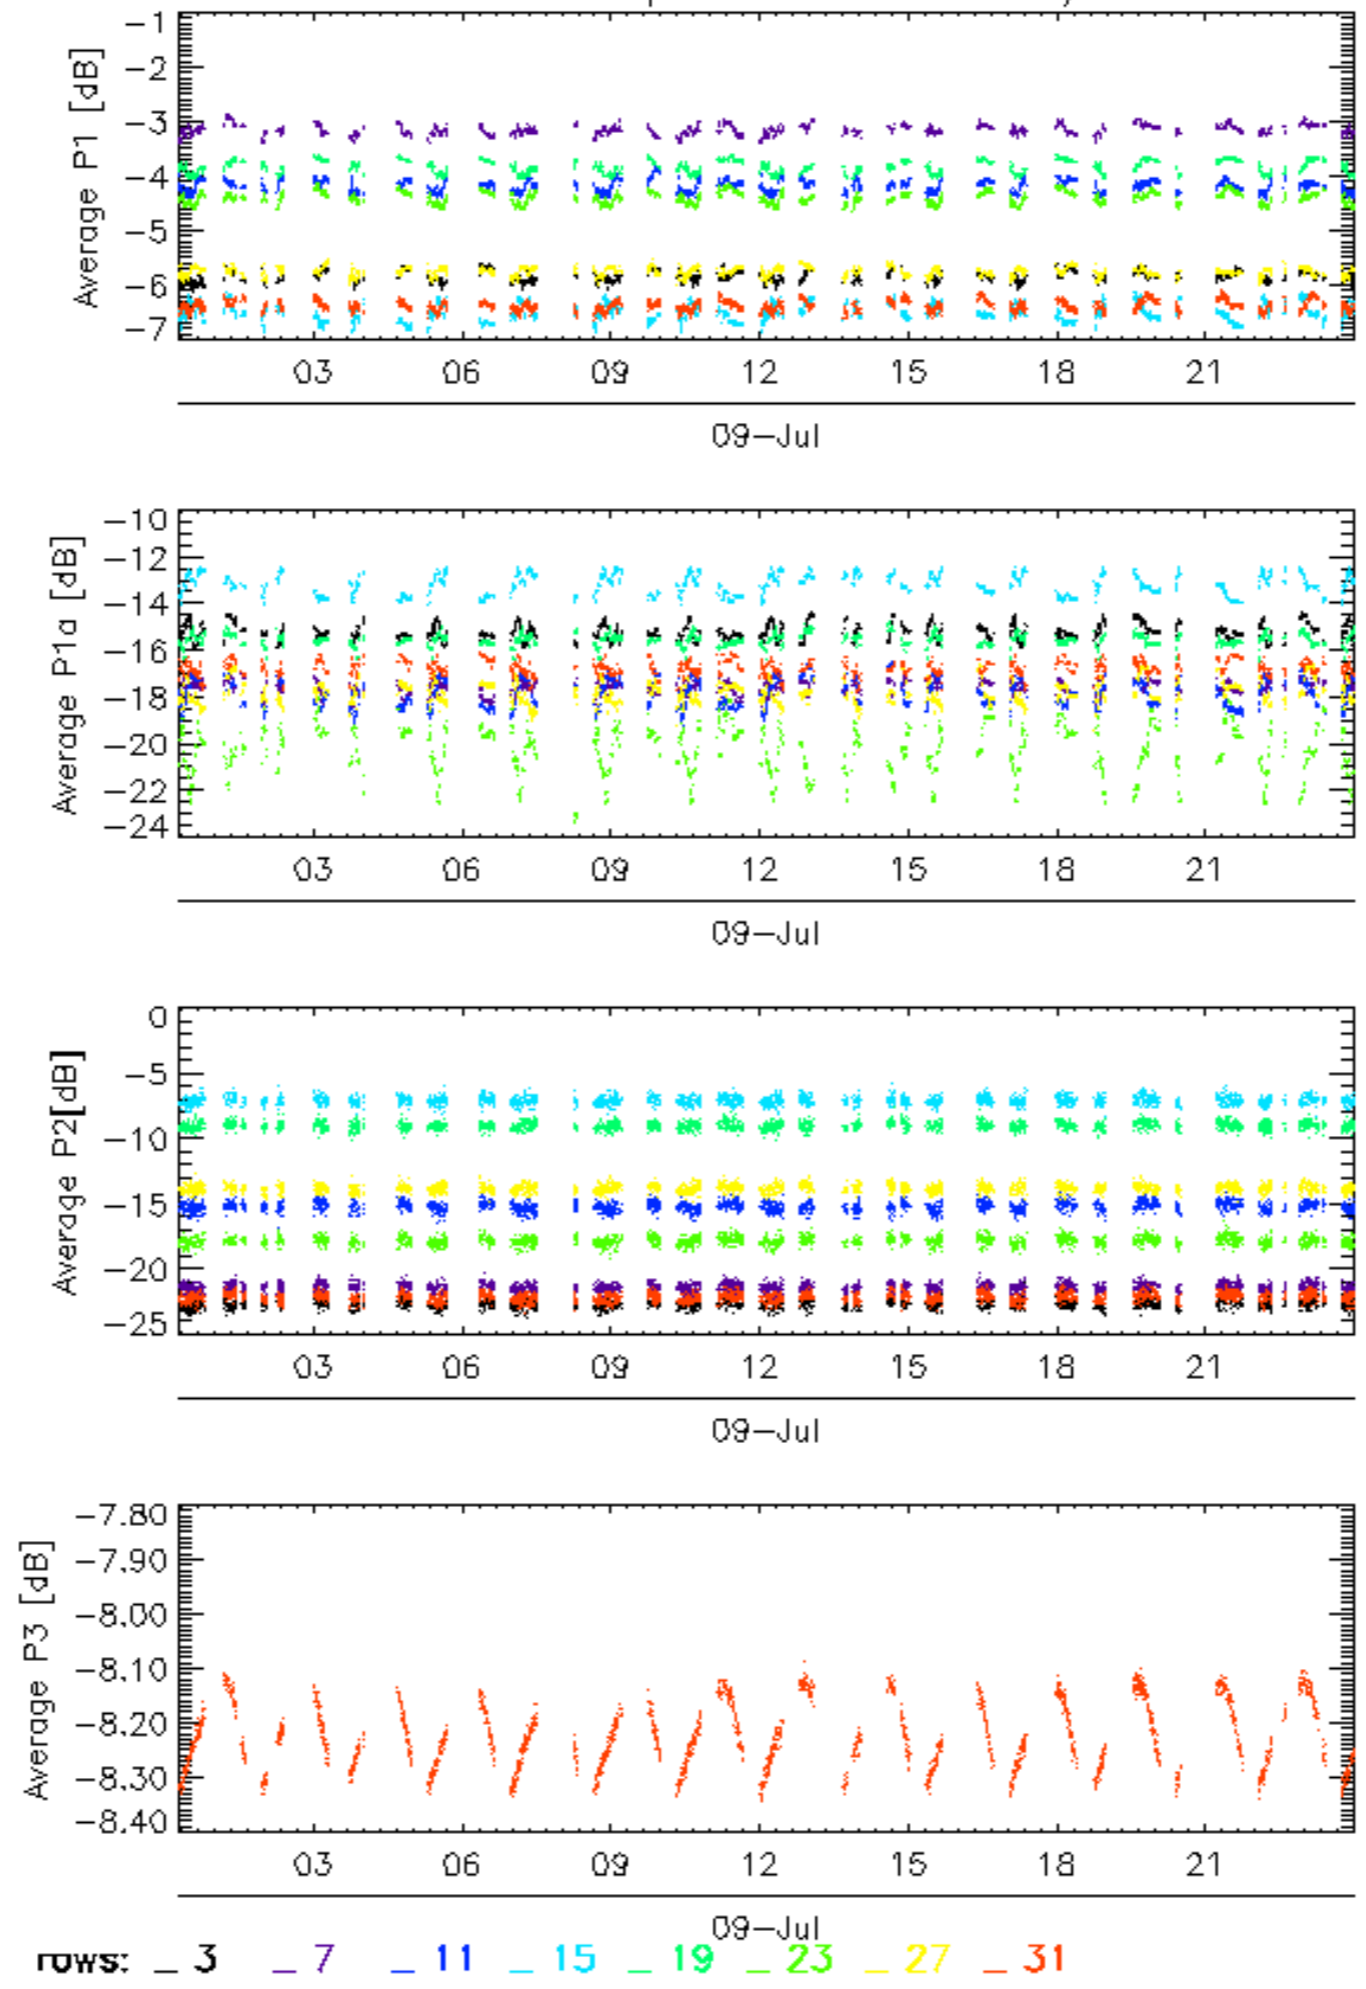 Average P1 [dB]
-1
-2
-3
-4
-5
-6
-7
03 06 09 12 15 18 21
09-Jul
Average P1a [dB]
-10
-12
-14
-16
-18
-20
-22
-24
03 06 09 12 15 18 21
09-Jul
Average P2[dB]
0
-5
-10
-15
-20
-25
03 06 09 12 15 18 21
09-Jul
Average P3 [dB]
-7.80
-7.90
-8.00
-8.10
-8.20
-8.30
-8.40
03 06 09 12 15 18 21
09-Jul
rows: _ 3 _ 7 _ 11 _ 15 _ 19 _ 23 _ 27 _ 31